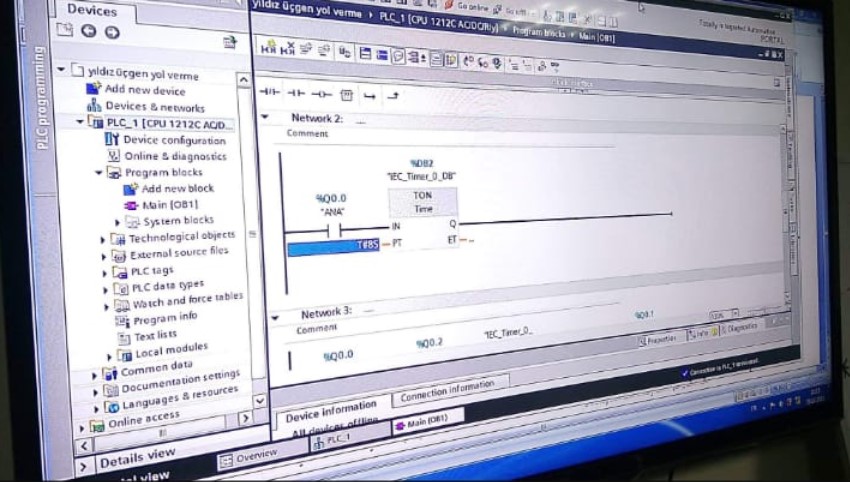 Devices
Go online
yıldız üçgen yol verme ▸ PLC_1 [CPU 1212C AC/DC/Rly] ▸ Program blocks ▸ Main [OB1]
Totally Integrated Automation
PORTAL
PLC programming
yıldız üçgen yol verme
Add new device
Devices & networks
PLC_1 [CPU 1212C AC/D...
Device configuration
Online & diagnostics
Program blocks
Add new block
Main [OB1]
System blocks
Technological objects
External source files
PLC tags
PLC data types
Watch and force tables
Program info
Text lists
Local modules
Common data
Documentation settings
Languages & resources
Online access
Details view
Network 2: ....
Comment
%DB2
"IEC_Timer_0_DB"
%Q0.0
"ANA"
TON
Time
IN
Q
T#8S
PT
ET
...
Network 3: ....
Comment
%Q0.0
%Q0.2
"IEC_Timer_0_
%Q0.1
Properties
Info
Diagnostics
Device information
Connection information
All devices offline
Overview
PLC_1
Main (OB1)